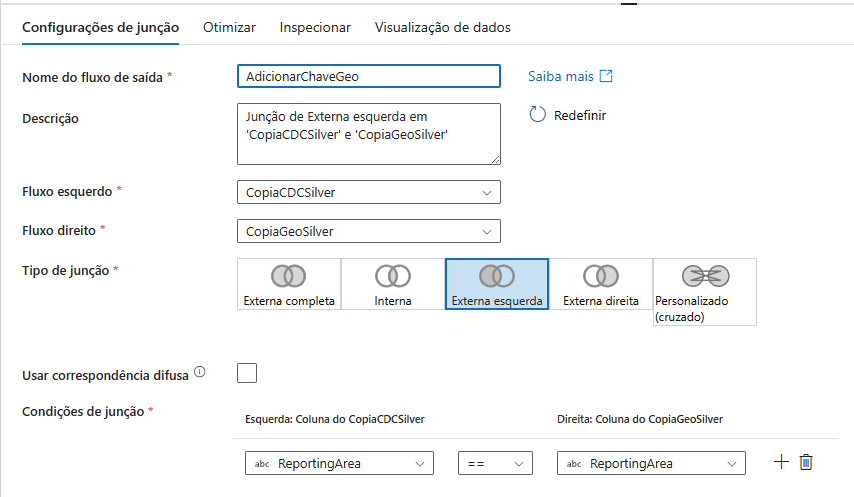 Configurações de junção Otimizar Inspecionar Visualização de dados
Nome do fluxo de saída * AdicionarChaveGeo Saiba mais
Descrição Junção de Externa esquerda em Redefinir
'CopiaCDCSilver' e 'CopiaGeoSilver'
Fluxo esquerdo * CopiaCDCSilver
Fluxo direito * CopiaGeoSilver
Tipo de junção *
Externa completa Interna Externa esquerda Externa direita Personalizado
(cruzado)
Usar correspondência difusa
Condições de junção * Esquerda: Coluna do CopiaCDCSilver Direita: Coluna do CopiaGeoSilver
abc ReportingArea == abc ReportingArea